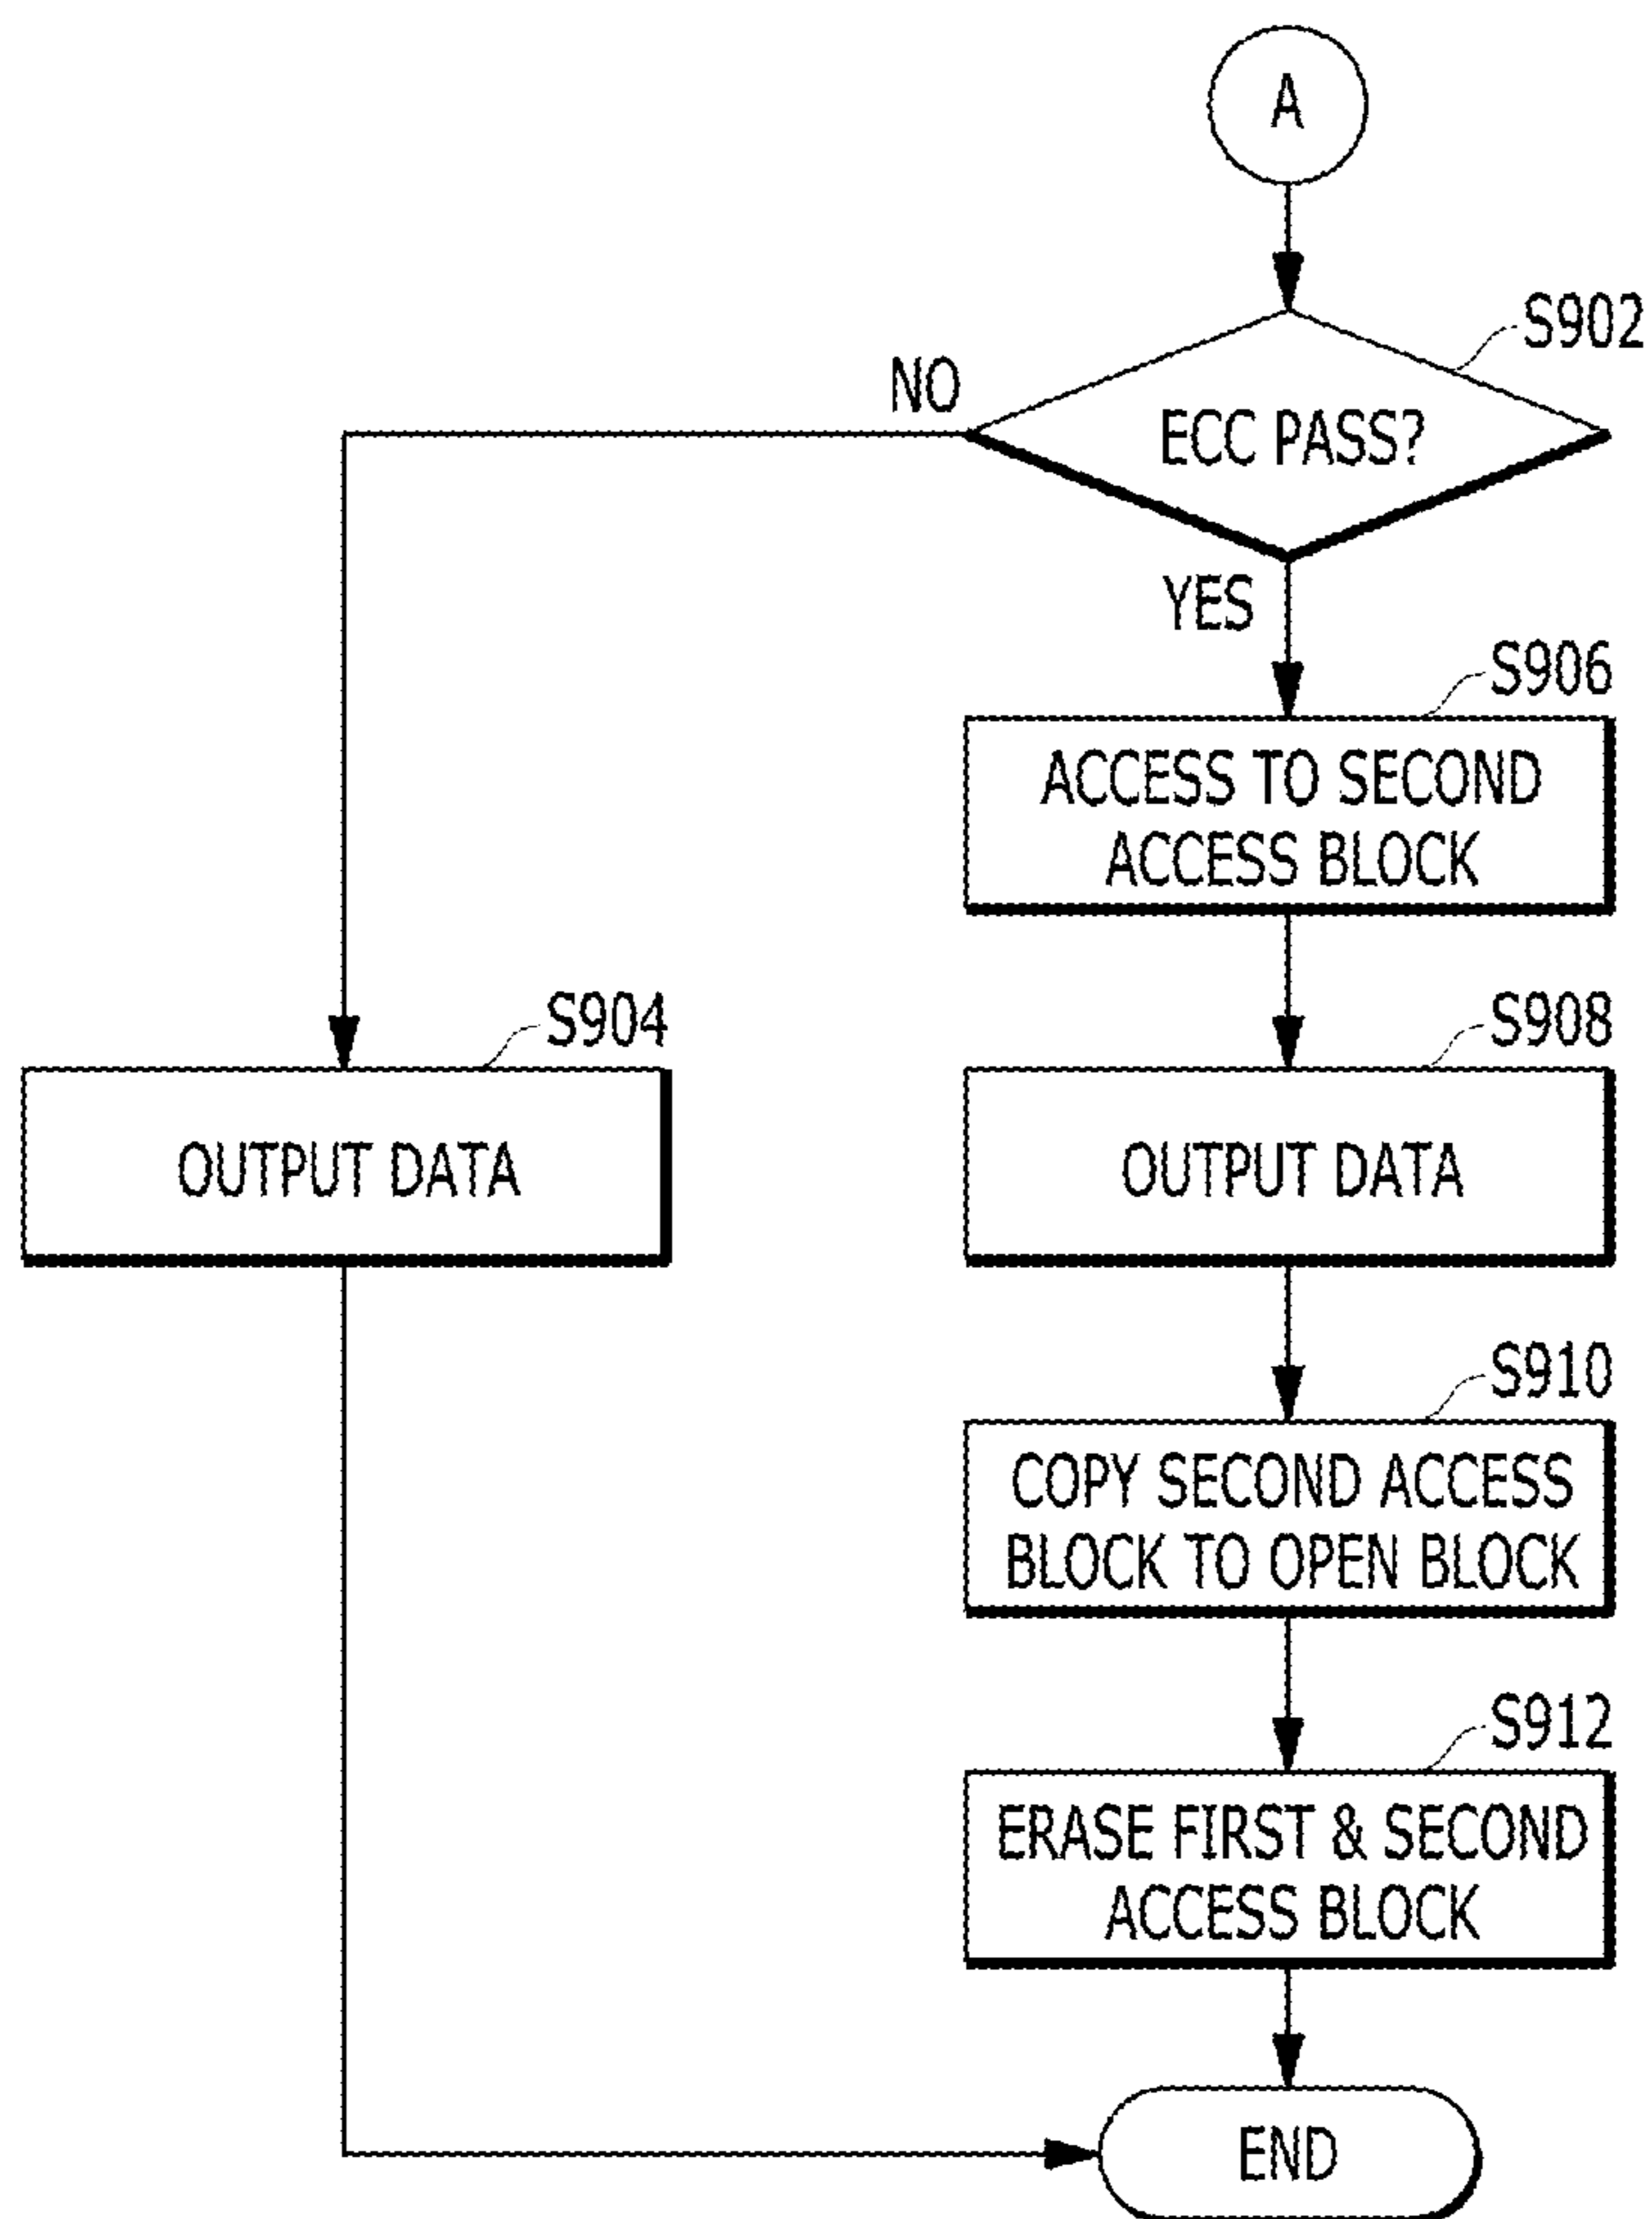 A
S902
NO
ECC PASS?
YES
S906
ACCESS TO SECOND
ACCESS BLOCK
S904
S908
OUTPUT DATA
OUTPUT DATA
S910
COPY SECOND ACCESS
BLOCK TO OPEN BLOCK
S912
ERASE FIRST & SECOND
ACCESS BLOCK
END